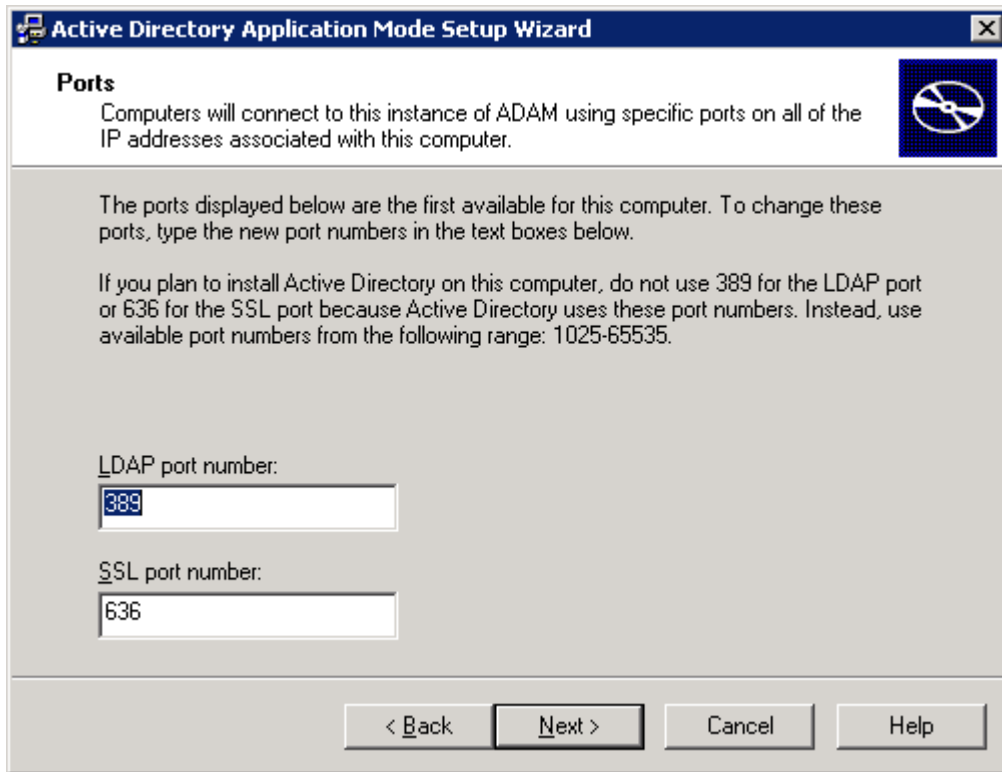 Active Directory Application Mode Setup Wizard
Ports
Computers will connect to this instance of ADAM using specific ports on all of the
IP addresses associated with this computer.
The ports displayed below are the first available for this computer. To change these
ports, type the new port numbers in the text boxes below.
If you plan to install Active Directory on this computer, do not use 389 for the LDAP port
or 636 for the SSL port because Active Directory uses these port numbers. Instead, use
available port numbers from the following range: 1025-65535.
LDAP port number:
389
SSL port number:
636
< Back Next > Cancel Help